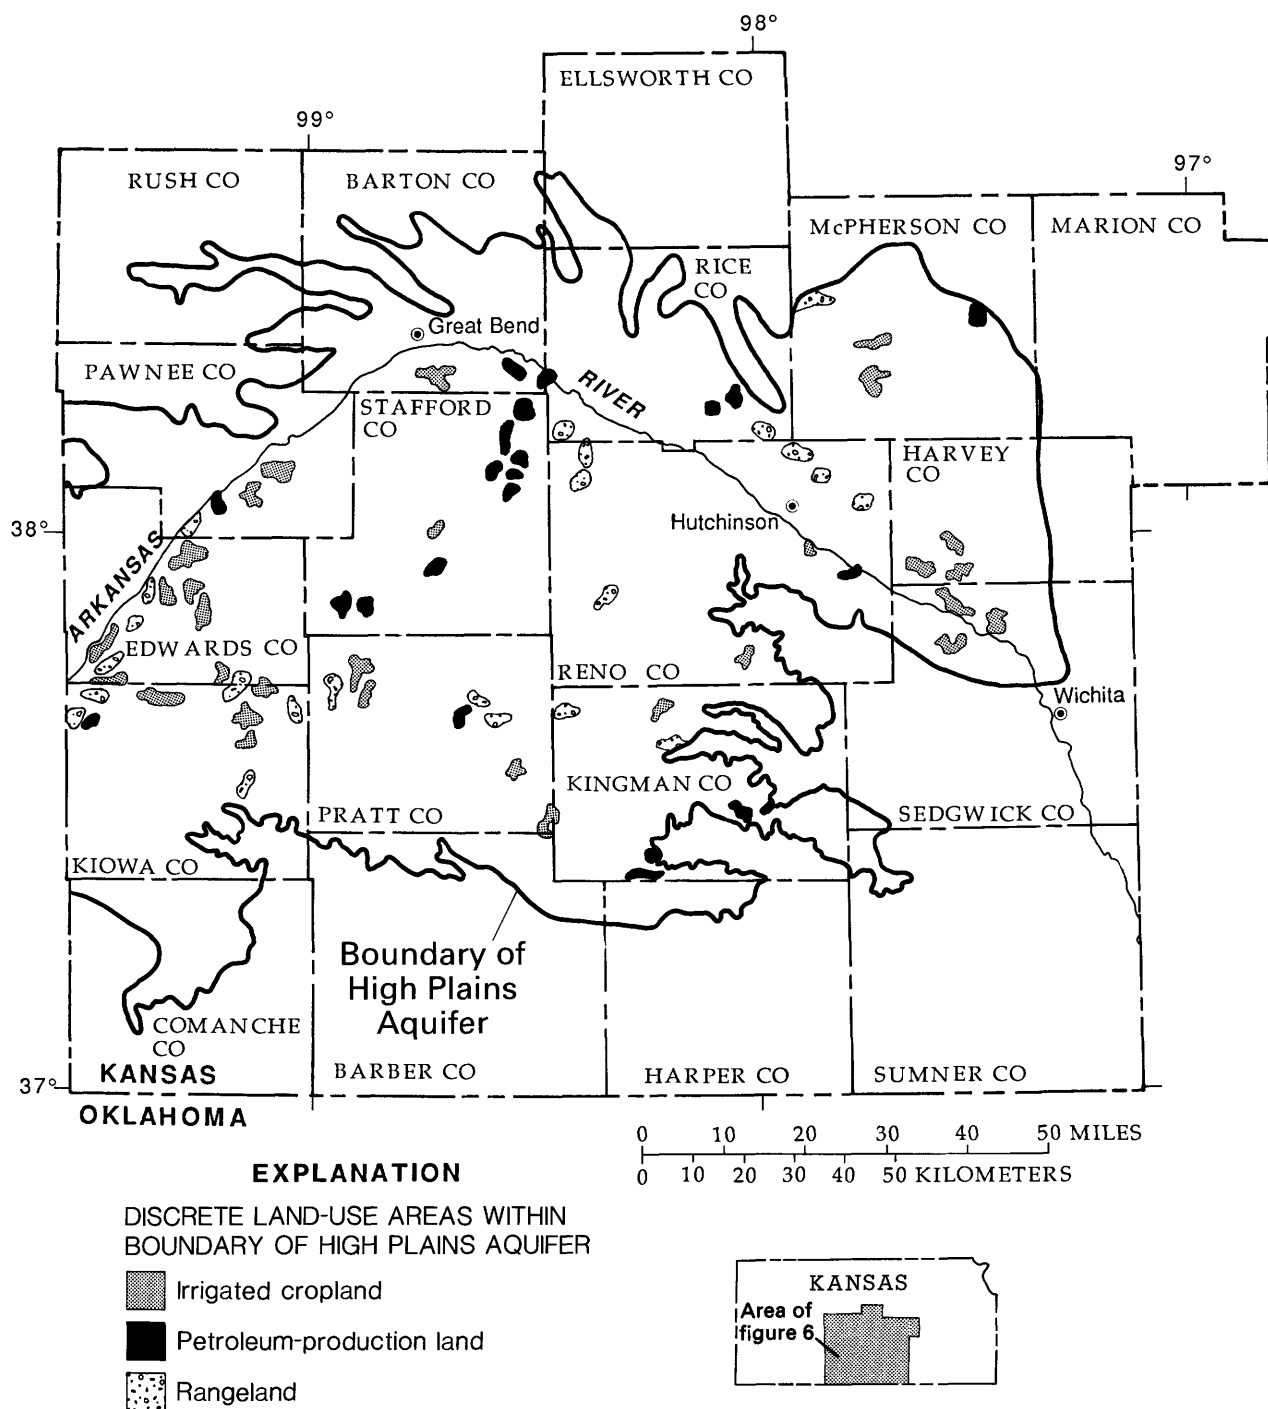 98°
ELLSWORTH CO
99°
97°
RUSH CO
BARTON CO
McPHERSON CO
MARION CO
RICE
CO
Great Bend
PAWNEE CO
RIVER
STAFFORD
CO
HARVEY
CO
38°
Hutchinson
ARKANSAS
EDWARDS CO
RENO CO
Wichita
KINGMAN CO
PRATT CO
SEDGWICK CO
KIOWA CO
Boundary of
High Plains
Aquifer
COMANCHE
CO
KANSAS
BARBER CO
HARPER CO
SUMNER CO
37°
OKLAHOMA
0 10 20 30 40 50 MILES
0 10 20 30 40 50 KILOMETERS
EXPLANATION
DISCRETE LAND-USE AREAS WITHIN
BOUNDARY OF HIGH PLAINS AQUIFER
Irrigated cropland
Petroleum-production land
Rangeland
KANSAS
Area of
figure 6